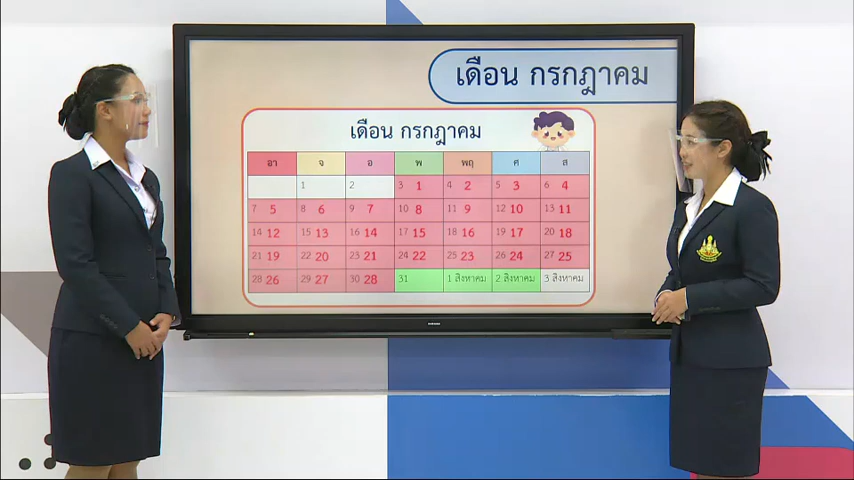 เดือน กรกฎาคม
เดือน กรกฎาคม
อา จ อ พ พฤ ศ ส
1 2 3 1 4 2 5 3 6 4
7 5 8 6 9 7 10 8 11 9 12 10 13 11
14 12 15 13 16 14 17 15 18 16 19 17 20 18
21 19 22 20 23 21 24 22 25 23 26 24 27 25
28 26 29 27 30 28 31 1 สิงหาคม 2 สิงหาคม 3 สิงหาคม
SAMSUNG